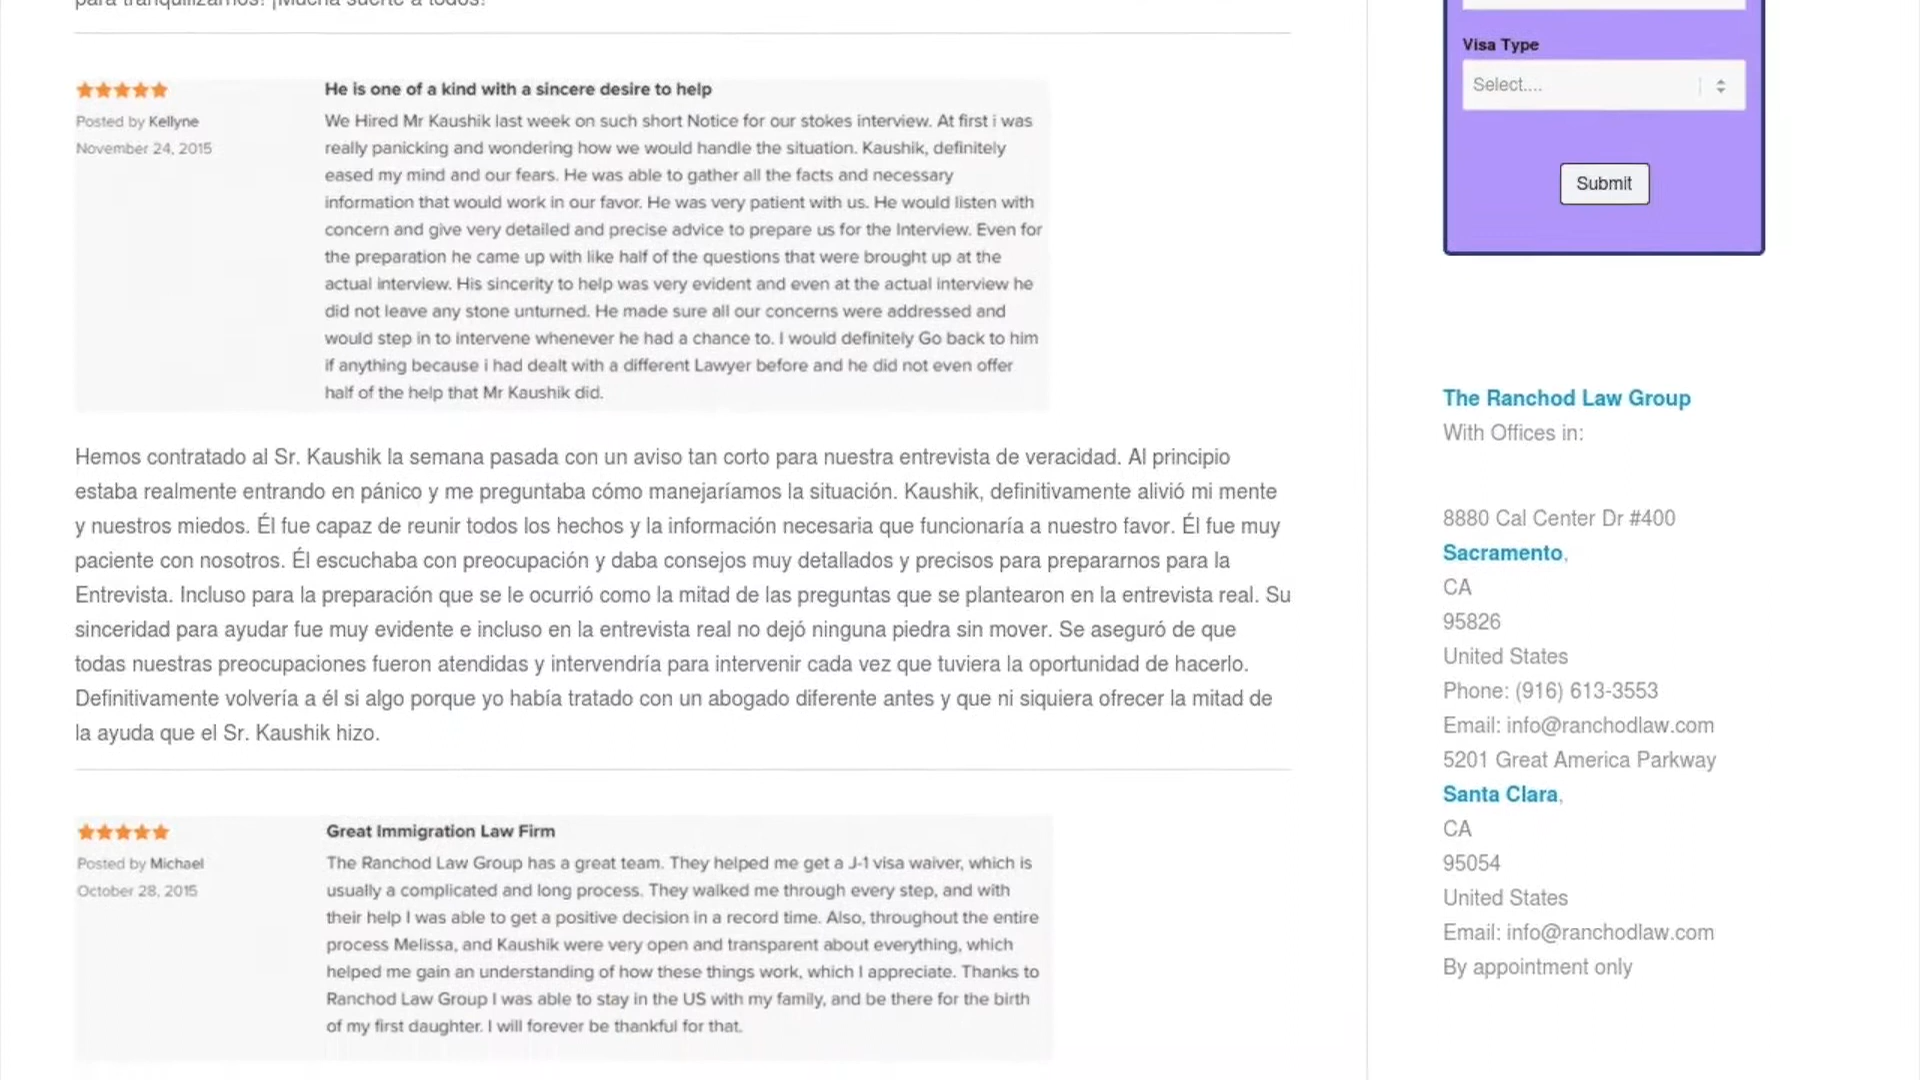 para tranquilizarnos! ¡Mucha suerte a todos!
He is one of a kind with a sincere desire to help
Posted by Kellyne
November 24, 2015
We Hired Mr Kaushik last week on such short Notice for our stokes interview. At first i was
really panicking and wondering how we would handle the situation. Kaushik, definitely
eased my mind and our fears. He was able to gather all the facts and necessary
information that would work in our favor. He was very patient with us. He would listen with
concern and give very detailed and precise advice to prepare us for the Interview. Even for
the preparation he came up with like half of the questions that were brought up at the
actual interview. His sincerity to help was very evident and even at the actual interview he
did not leave any stone unturned. He made sure all our concerns were addressed and
would step in to intervene whenever he had a chance to. I would definitely Go back to him
if anything because i had dealt with a different Lawyer before and he did not even offer
half of the help that Mr Kaushik did.
Hemos contratado al Sr. Kaushik la semana pasada con un aviso tan corto para nuestra entrevista de veracidad. Al principio
estaba realmente entrando en pánico y me preguntaba cómo manejaríamos la situación. Kaushik, definitivamente alivió mi mente
y nuestros miedos. Él fue capaz de reunir todos los hechos y la información necesaria que funcionaría a nuestro favor. Él fue muy
paciente con nosotros. Él escuchaba con preocupación y daba consejos muy detallados y precisos para prepararnos para la
Entrevista. Incluso para la preparación que se le ocurrió como la mitad de las preguntas que se plantearon en la entrevista real. Su
sinceridad para ayudar fue muy evidente e incluso en la entrevista real no dejó ninguna piedra sin mover. Se aseguró de que
todas nuestras preocupaciones fueron atendidas y intervendría para intervenir cada vez que tuviera la oportunidad de hacerlo.
Definitivamente volvería a él si algo porque yo había tratado con un abogado diferente antes y que ni siquiera ofrecer la mitad de
la ayuda que el Sr. Kaushik hizo.
Great Immigration Law Firm
Posted by Michael
October 28, 2015
The Ranchod Law Group has a great team. They helped me get a J-1 visa waiver, which is
usually a complicated and long process. They walked me through every step, and with
their help I was able to get a positive decision in a record time. Also, throughout the entire
process Melissa, and Kaushik were very open and transparent about everything, which
helped me gain an understanding of how these things work, which I appreciate. Thanks to
Ranchod Law Group I was able to stay in the US with my family, and be there for the birth
of my first daughter. I will forever be thankful for that.
Visa Type
Select....
Submit
The Ranchod Law Group
With Offices in:
8880 Cal Center Dr #400
Sacramento,
CA
95826
United States
Phone: (916) 613-3553
Email: info@ranchodlaw.com
5201 Great America Parkway
Santa Clara,
CA
95054
United States
Email: info@ranchodlaw.com
By appointment only